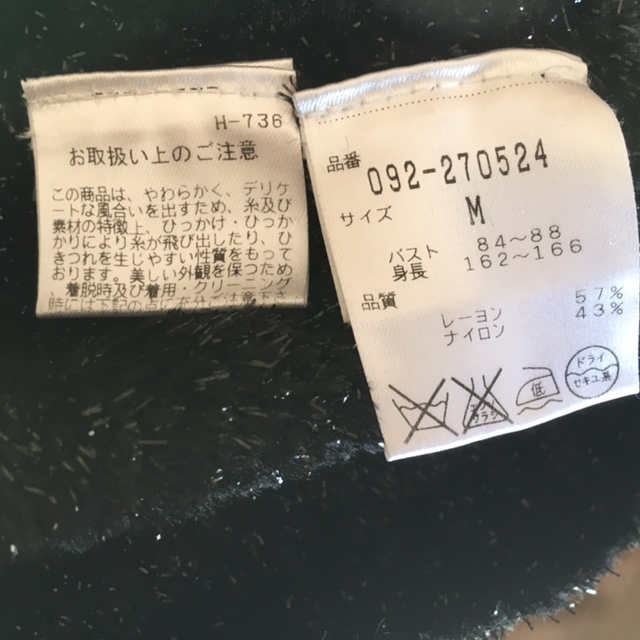 H-736
お取扱い上のご注意
この商品は、やわらかく、デリケ
ートな風合いを出すため、糸及び
素材の特徴上、ひっかけ、ひっか
かりにより糸が飛び出したり、ひ
きつれを生じやすい性質をもって
おります。美しい外観を保つため
着脱時及び着用・クリーニング
品番 092-270524
サイズ M
バスト 84～88
身長 162～166
品質
レーヨン 57%
ナイロン 43%
エンソ
サラシ
低
ドライ
セキユ系